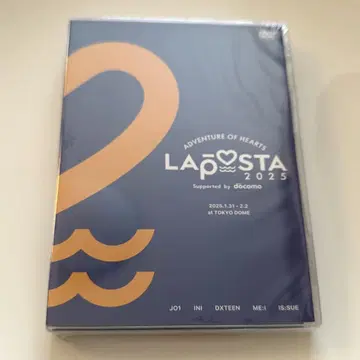 DVD
ADVENTURE OF HEARTS
LAPOSTA
2025
Supported by döcomo
2025.1.31 - 2.2
at TOKYO DOME
JO1 INI DXTEEN ME:I IS:SUE